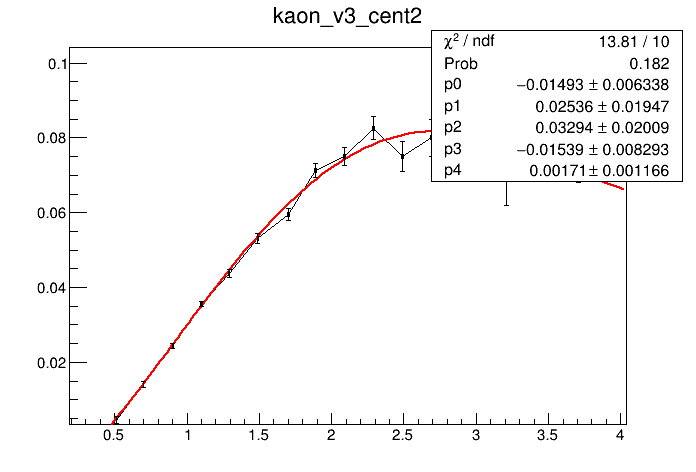 kaon_v3_cent2
χ² / ndf 13.81 / 10
Prob 0.182
p0 −0.01493 ± 0.006338
p1 0.02536 ± 0.01947
p2 0.03294 ± 0.02009
p3 −0.01539 ± 0.008293
p4 0.00171 ± 0.001166
0.1
0.08
0.06
0.04
0.02
0.5 1 1.5 2 2.5 3 3.5 4